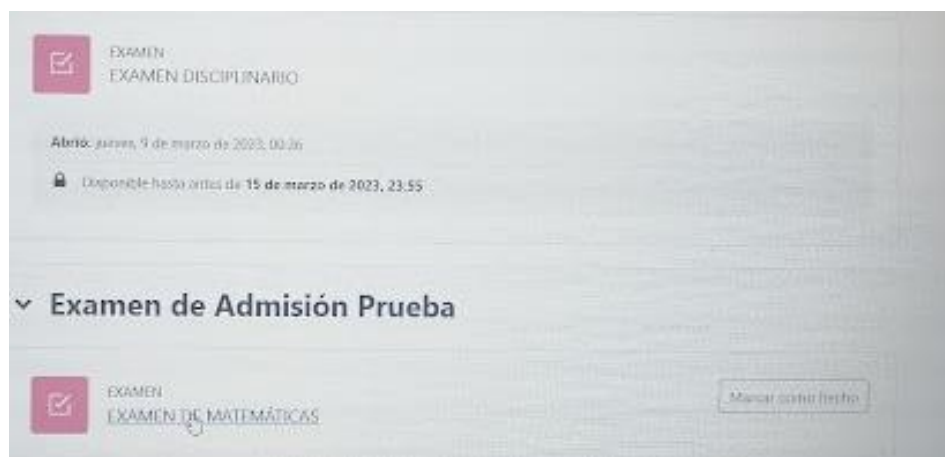 EXAMEN
EXAMEN DISCIPLINARIO
Abrió: jueves, 9 de marzo de 2023, 00:26
Disponible hasta antes de 15 de marzo de 2023, 23:55
Examen de Admisión Prueba
EXAMEN
EXAMEN DE MATEMÁTICAS
Marcar como hecho